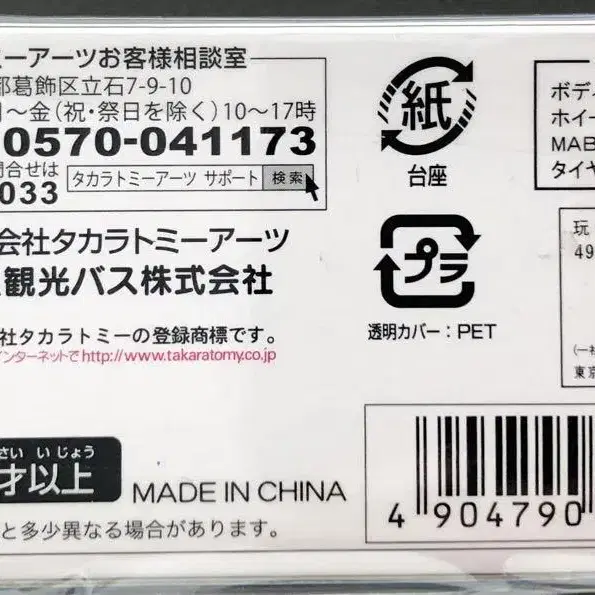 ミーアーツお客様相談室
都葛飾区立石7-9-10
〜金(祝・祭日を除く)10〜17時
0570-041173
問合せは
033
タカラトミーアーツ サポート 検索
会社タカラトミーアーツ
観光バス株式会社
社タカラトミーの登録商標です。
インターネットで http://www.takaratomy.co.jp
さい いじょう
才以上
MADE IN CHINA
と多少異なる場合があります。
紙
台座
プラ
透明カバー：PET
ボディ
ホイー
MAB
タイヤ
玩
49
(一社
東京
4 904790